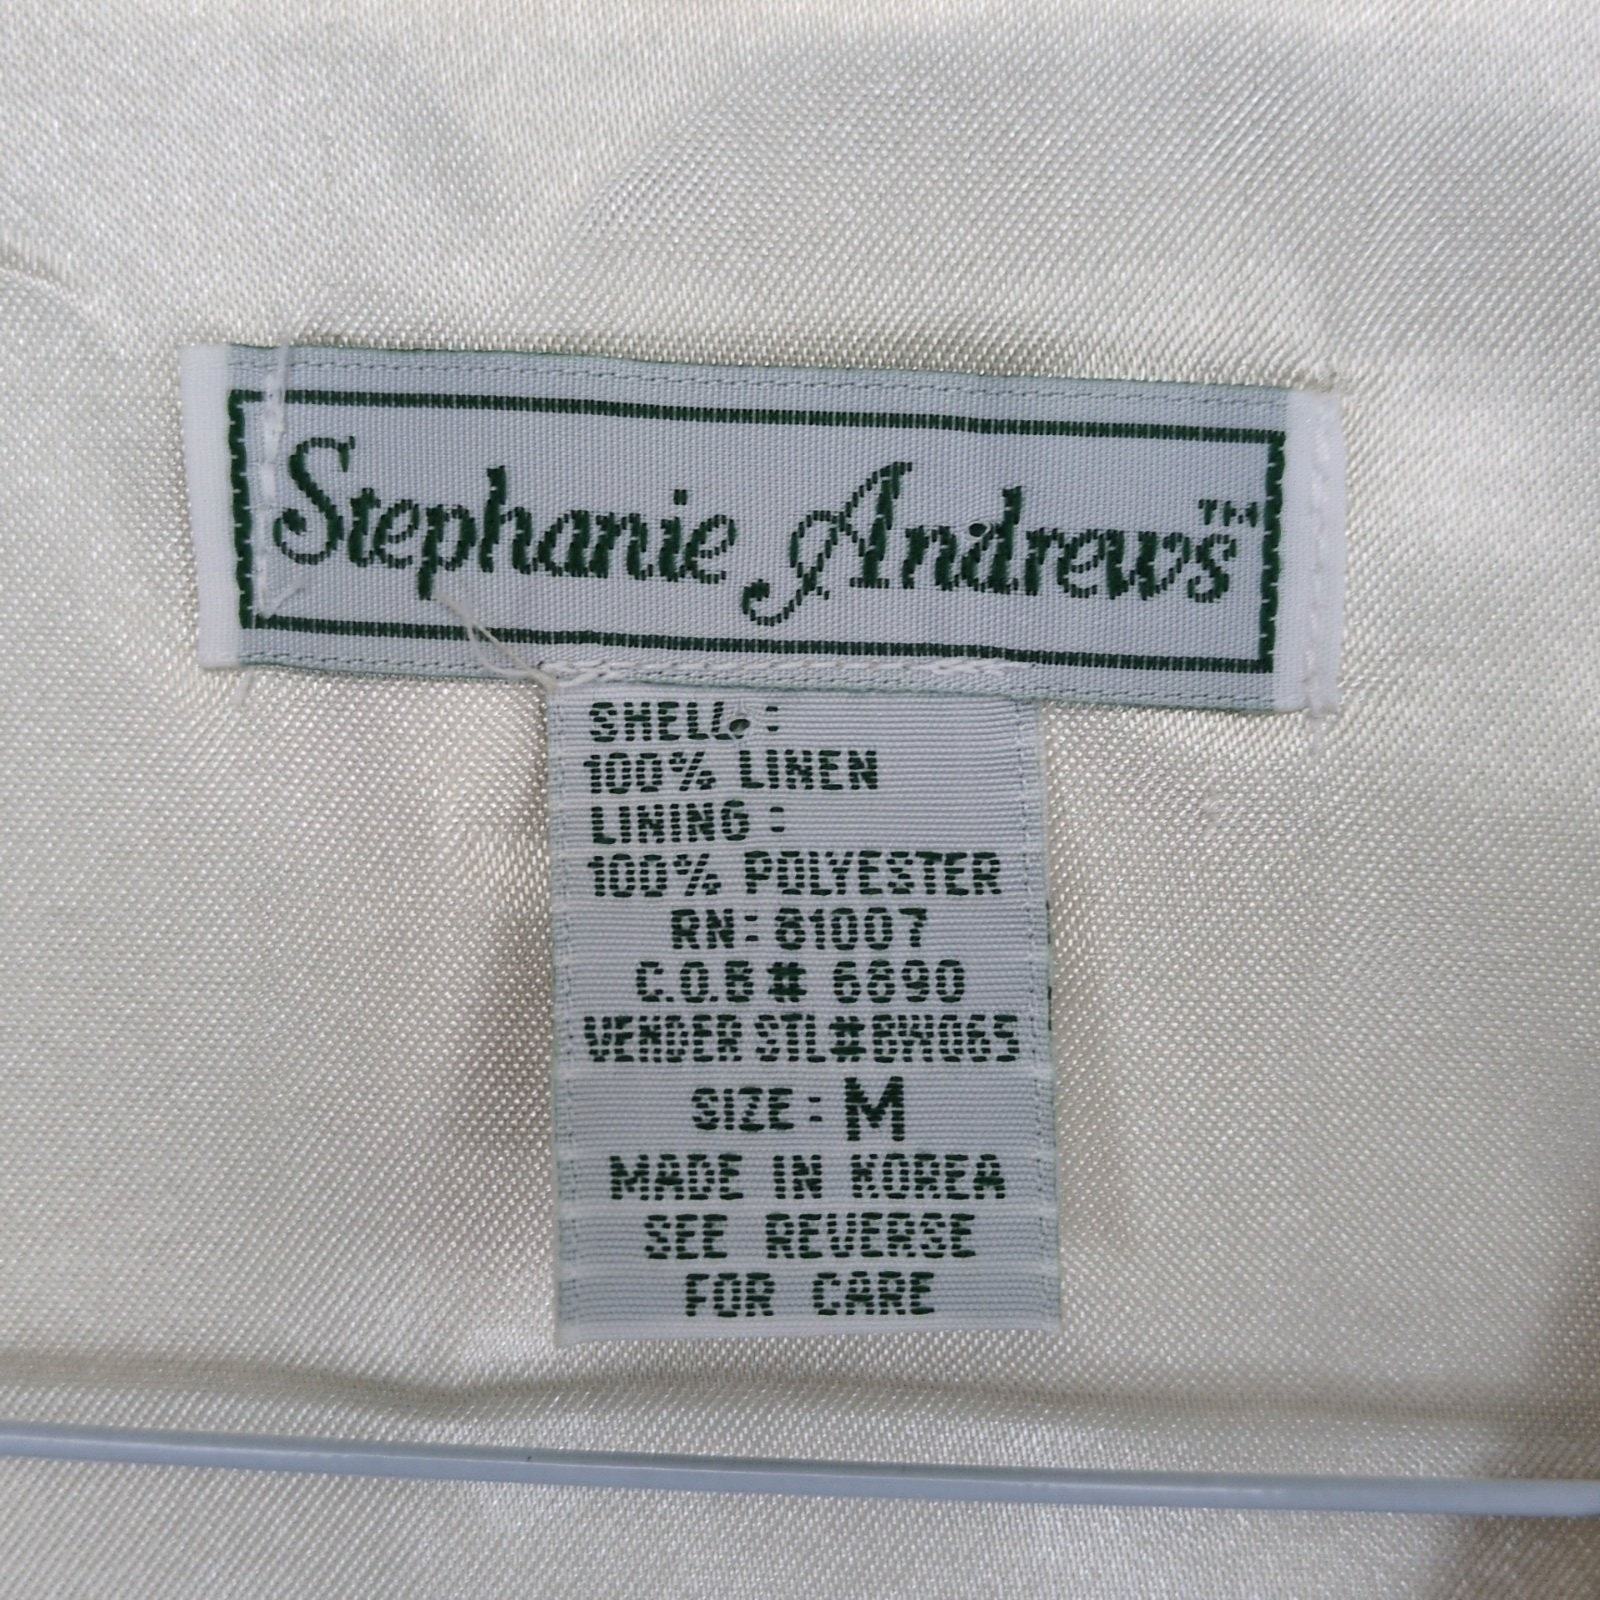 Stephanie Andrews™
SHELL :
100% LINEN
LINING :
100% POLYESTER
RN: 81007
C.O.B# 6890
VENDER STL#BW065
SIZE: M
MADE IN KOREA
SEE REVERSE
FOR CARE